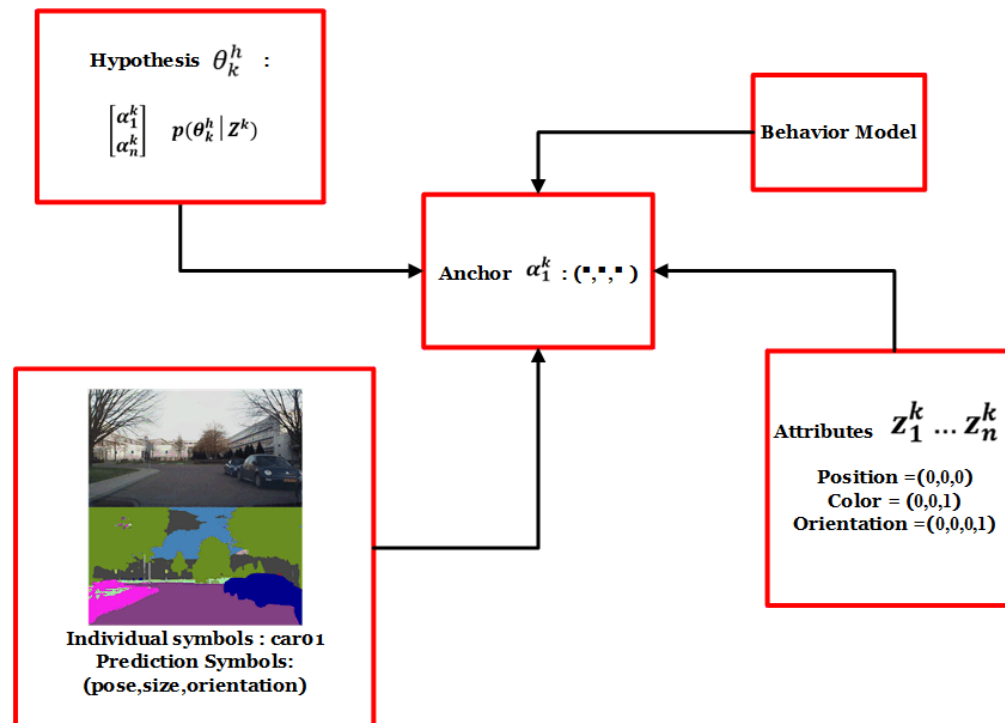 Hypothesis θ_k^h :
[α_1^k α_n^k] p(θ_k^h | Z^k)
Behavior Model
Anchor α_1^k : (▪,▪,▪ )
Attributes z_1^k ... z_n^k
Position =(0,0,0)
Color = (0,0,1)
Orientation =(0,0,0,1)
Individual symbols : car01
Prediction Symbols:
(pose,size,orientation)